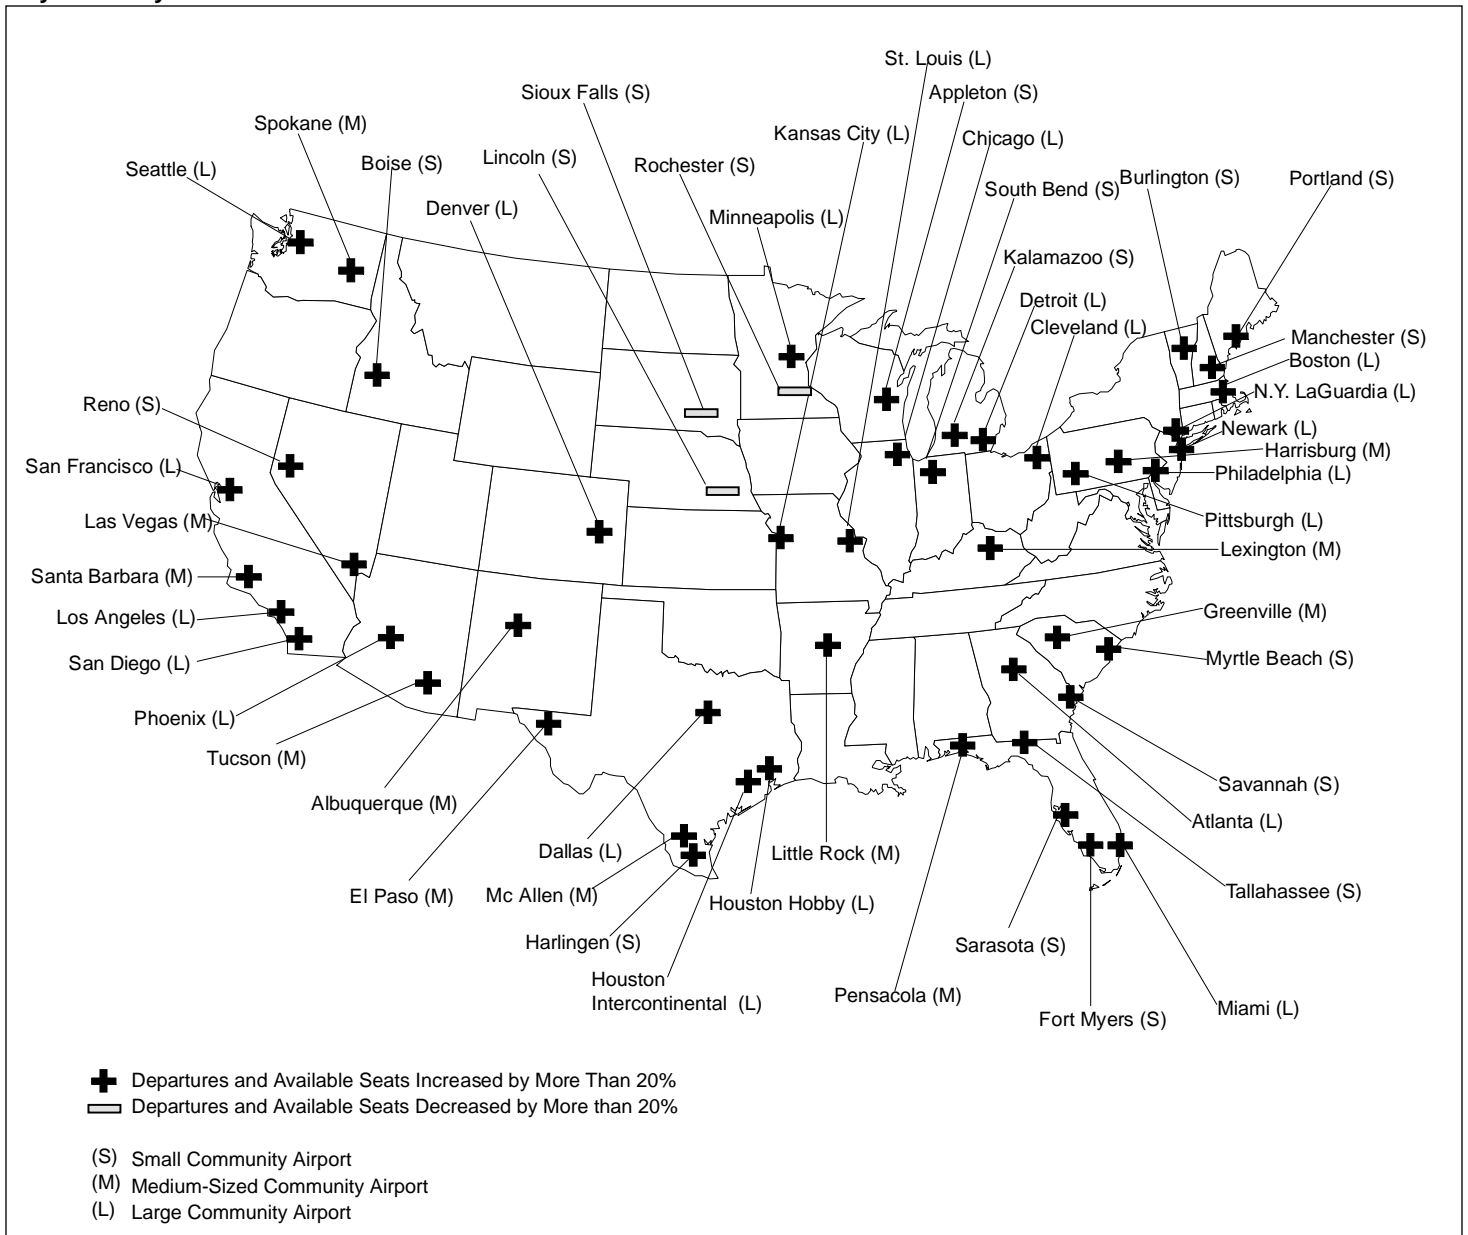 St. Louis (L)
Sioux Falls (S)
Appleton (S)
Spokane (M)
Kansas City (L)
Chicago (L)
Seattle (L)
Boise (S)
Lincoln (S)
Rochester (S)
South Bend (S)
Burlington (S)
Portland (S)
Denver (L)
Minneapolis (L)
Kalamazoo (S)
Detroit (L)
Cleveland (L)
Manchester (S)
Boston (L)
Reno (S)
N.Y. LaGuardia (L)
Newark (L)
Harrisburg (M)
San Francisco (L)
Philadelphia (L)
Las Vegas (M)
Pittsburgh (L)
Lexington (M)
Santa Barbara (M)
Los Angeles (L)
Greenville (M)
San Diego (L)
Myrtle Beach (S)
Phoenix (L)
Tucson (M)
Savannah (S)
Albuquerque (M)
Atlanta (L)
Dallas (L)
Little Rock (M)
El Paso (M)
Mc Allen (M)
Houston Hobby (L)
Tallahassee (S)
Harlingen (S)
Sarasota (S)
Houston
Intercontinental (L)
Pensacola (M)
Fort Myers (S)
Miami (L)
Departures and Available Seats Increased by More Than 20%
Departures and Available Seats Decreased by More than 20%
(S) Small Community Airport
(M) Medium-Sized Community Airport
(L) Large Community Airport